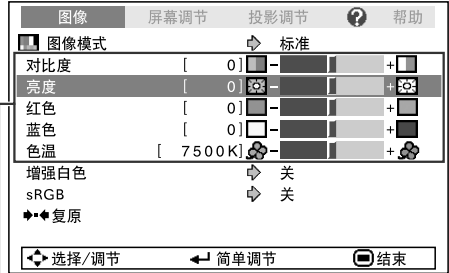 图像 屏幕调节 投影调节 ? 帮助
图像模式 标准
对比度 [ 0] - +
亮度 [ 0] - +
红色 [ 0] - +
蓝色 [ 0] - +
色温 [ 7500K] - +
增强白色 关
sRGB 关
复原
选择/调节 简单调节 结束